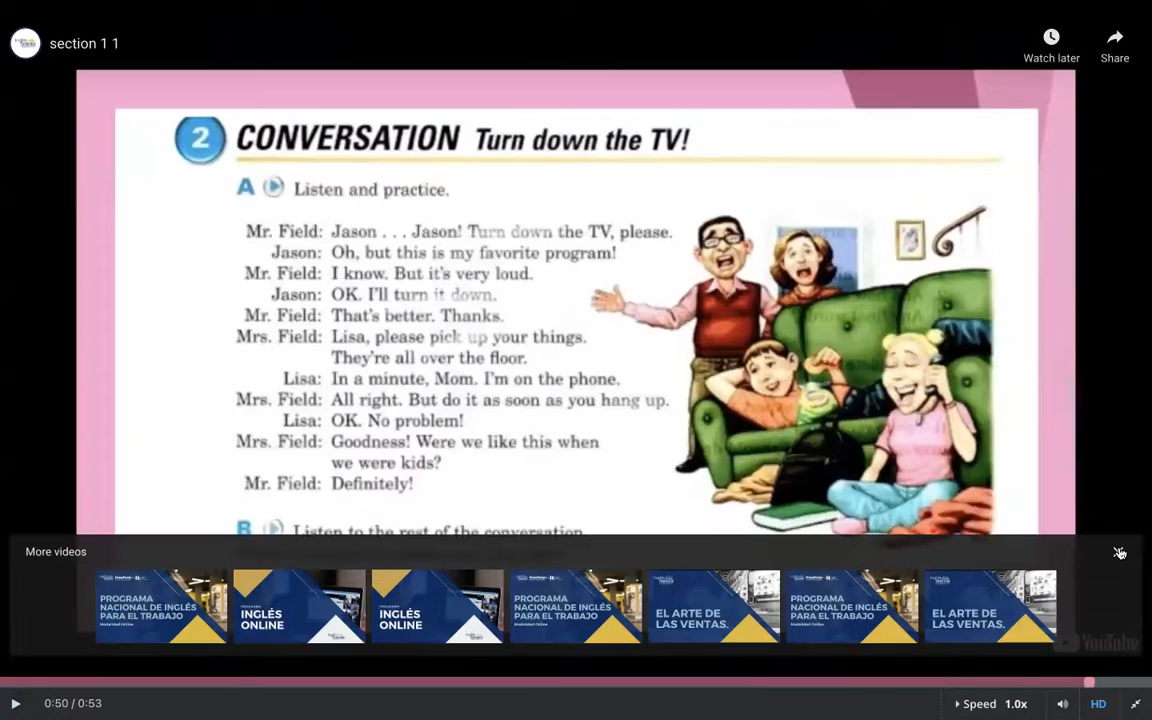 section 1 1
Watch later
Share
2 CONVERSATION Turn down the TV!
A Listen and practice.
Mr. Field: Jason . . . Jason! Turn down the TV, please.
Jason: Oh, but this is my favorite program!
Mr. Field: I know. But it's very loud.
Jason: OK. I'll turn it down.
Mr. Field: That's better. Thanks.
Mrs. Field: Lisa, please pick up your things.
They're all over the floor.
Lisa: In a minute, Mom. I'm on the phone.
Mrs. Field: All right. But do it as soon as you hang up.
Lisa: OK. No problem!
Mrs. Field: Goodness! Were we like this when
we were kids?
Mr. Field: Definitely!
B Listen to the rest of the conversation.
More videos
PROGRAMA
NACIONAL DE INGLÉS
PARA EL TRABAJO
Modalidad Online
INGLÉS
ONLINE
INGLÉS
ONLINE
PROGRAMA
NACIONAL DE INGLÉS
PARA EL TRABAJO
Modalidad Online
EL ARTE DE
LAS VENTAS.
PROGRAMA
NACIONAL DE INGLÉS
PARA EL TRABAJO
Modalidad Online
EL ARTE DE
LAS VENTAS.
YouTube
0:50 / 0:53
Speed 1.0x
HD